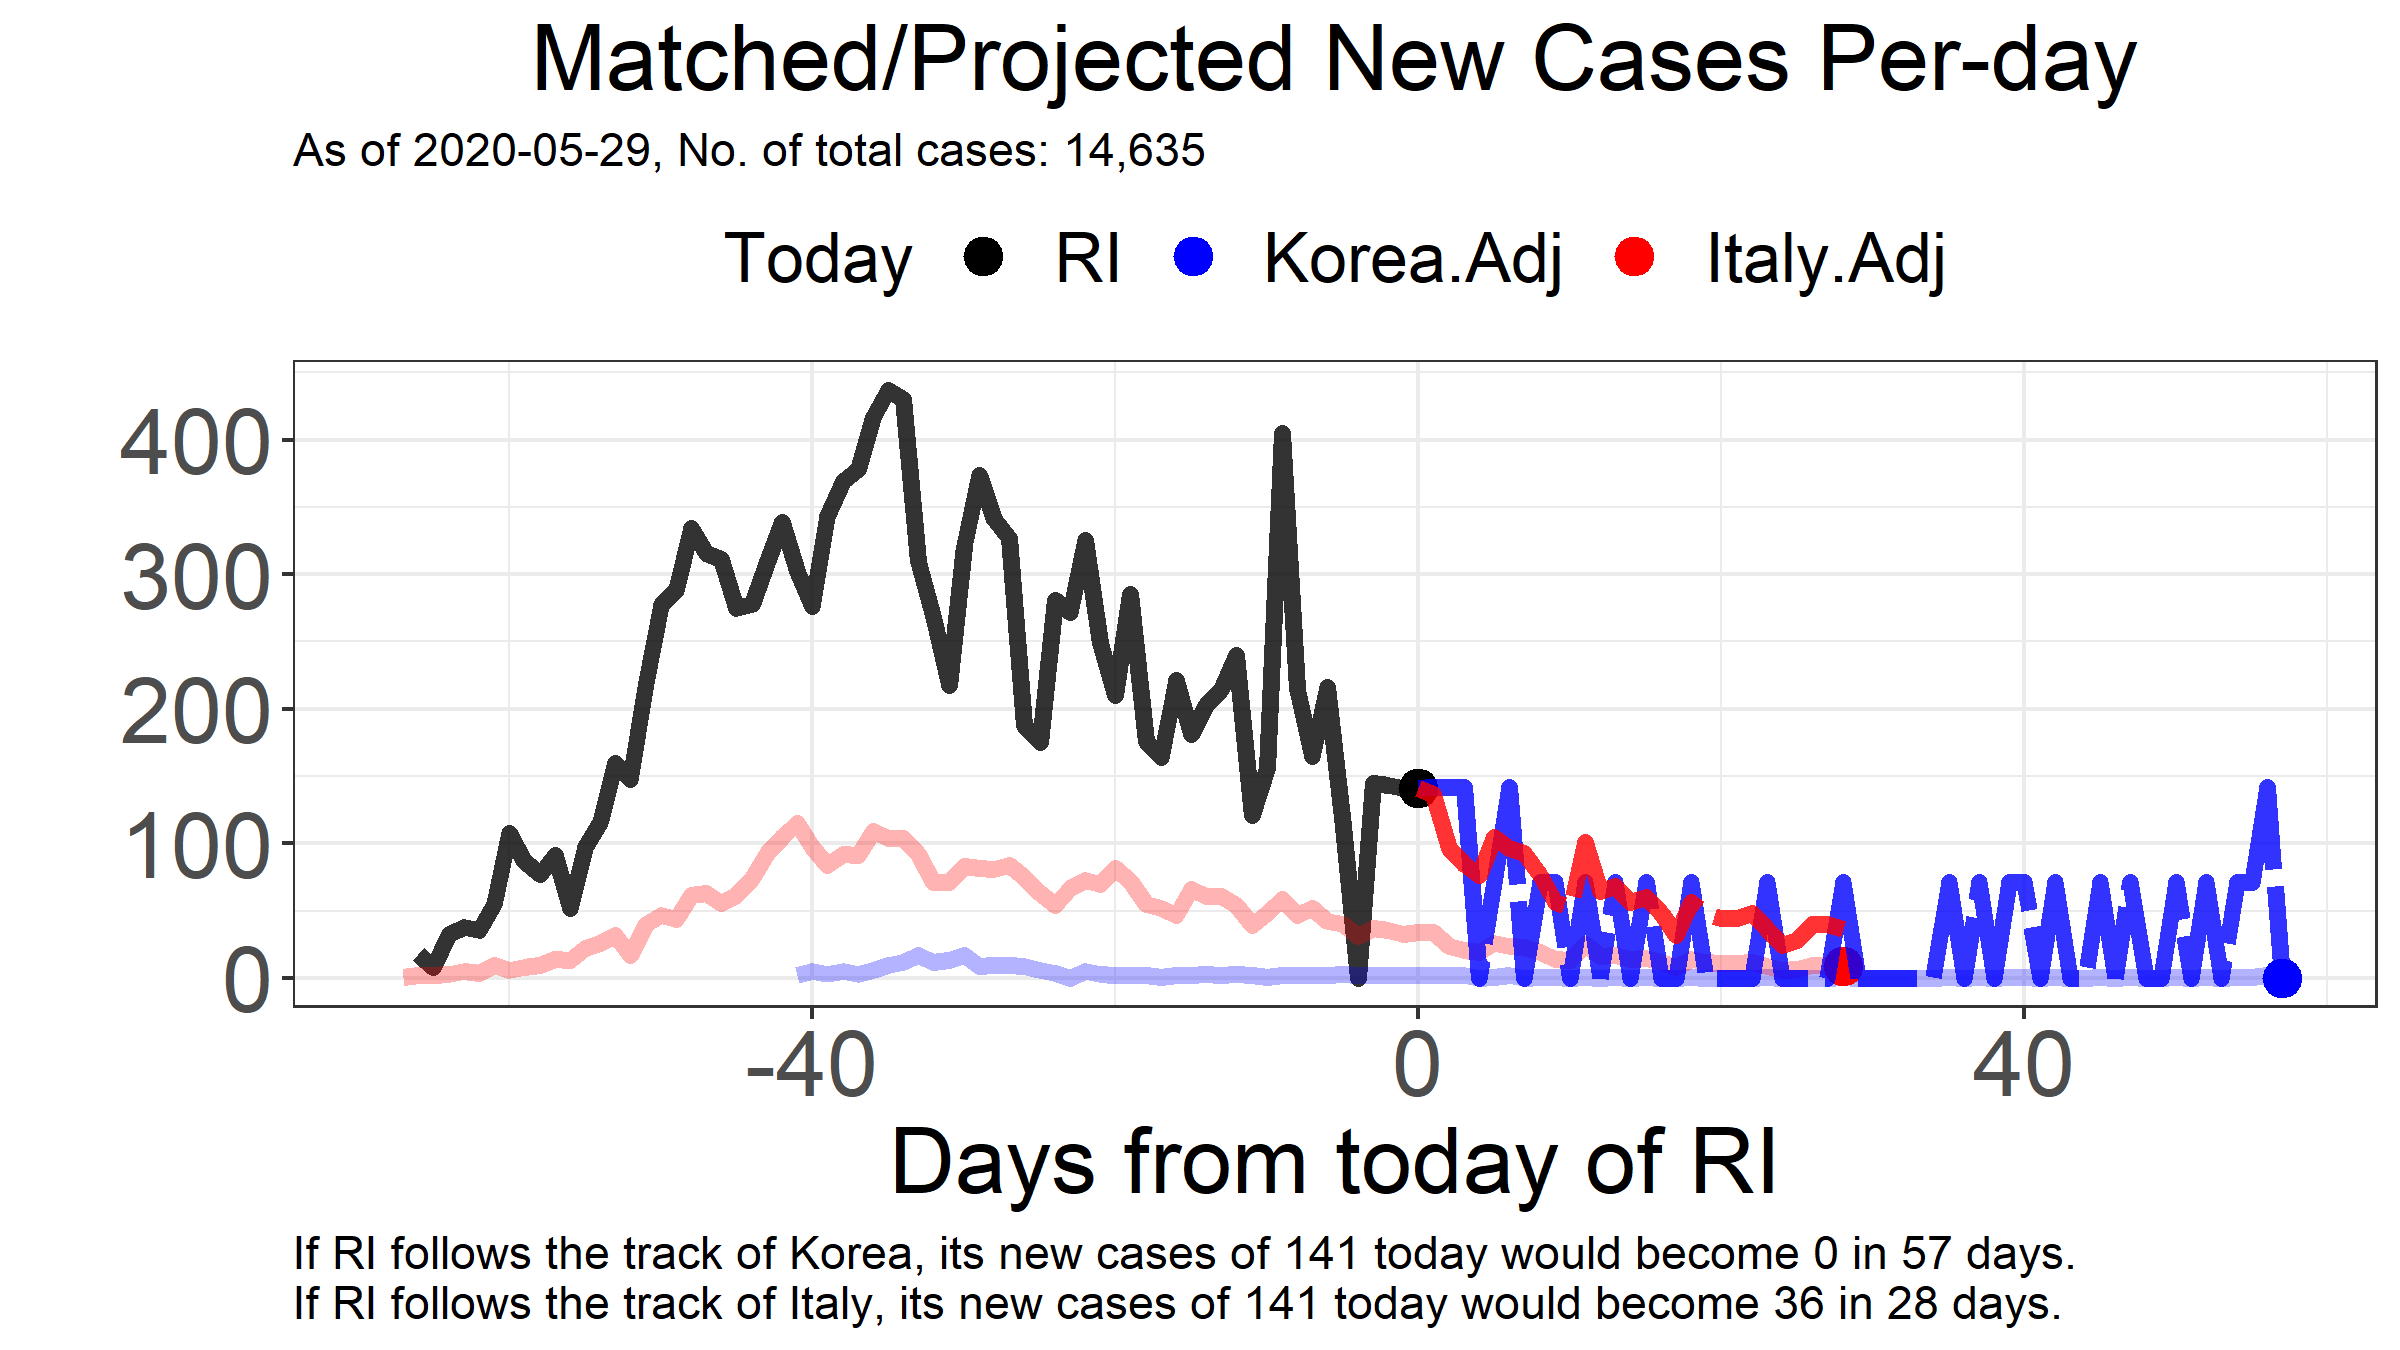 Matched/Projected New Cases Per-day
As of 2020-05-29, No. of total cases: 14,635
Today RI Korea.Adj Italy.Adj
400
300
200
100
0
-40 0 40
Days from today of RI
If RI follows the track of Korea, its new cases of 141 today would become 0 in 57 days.
If RI follows the track of Italy, its new cases of 141 today would become 36 in 28 days.